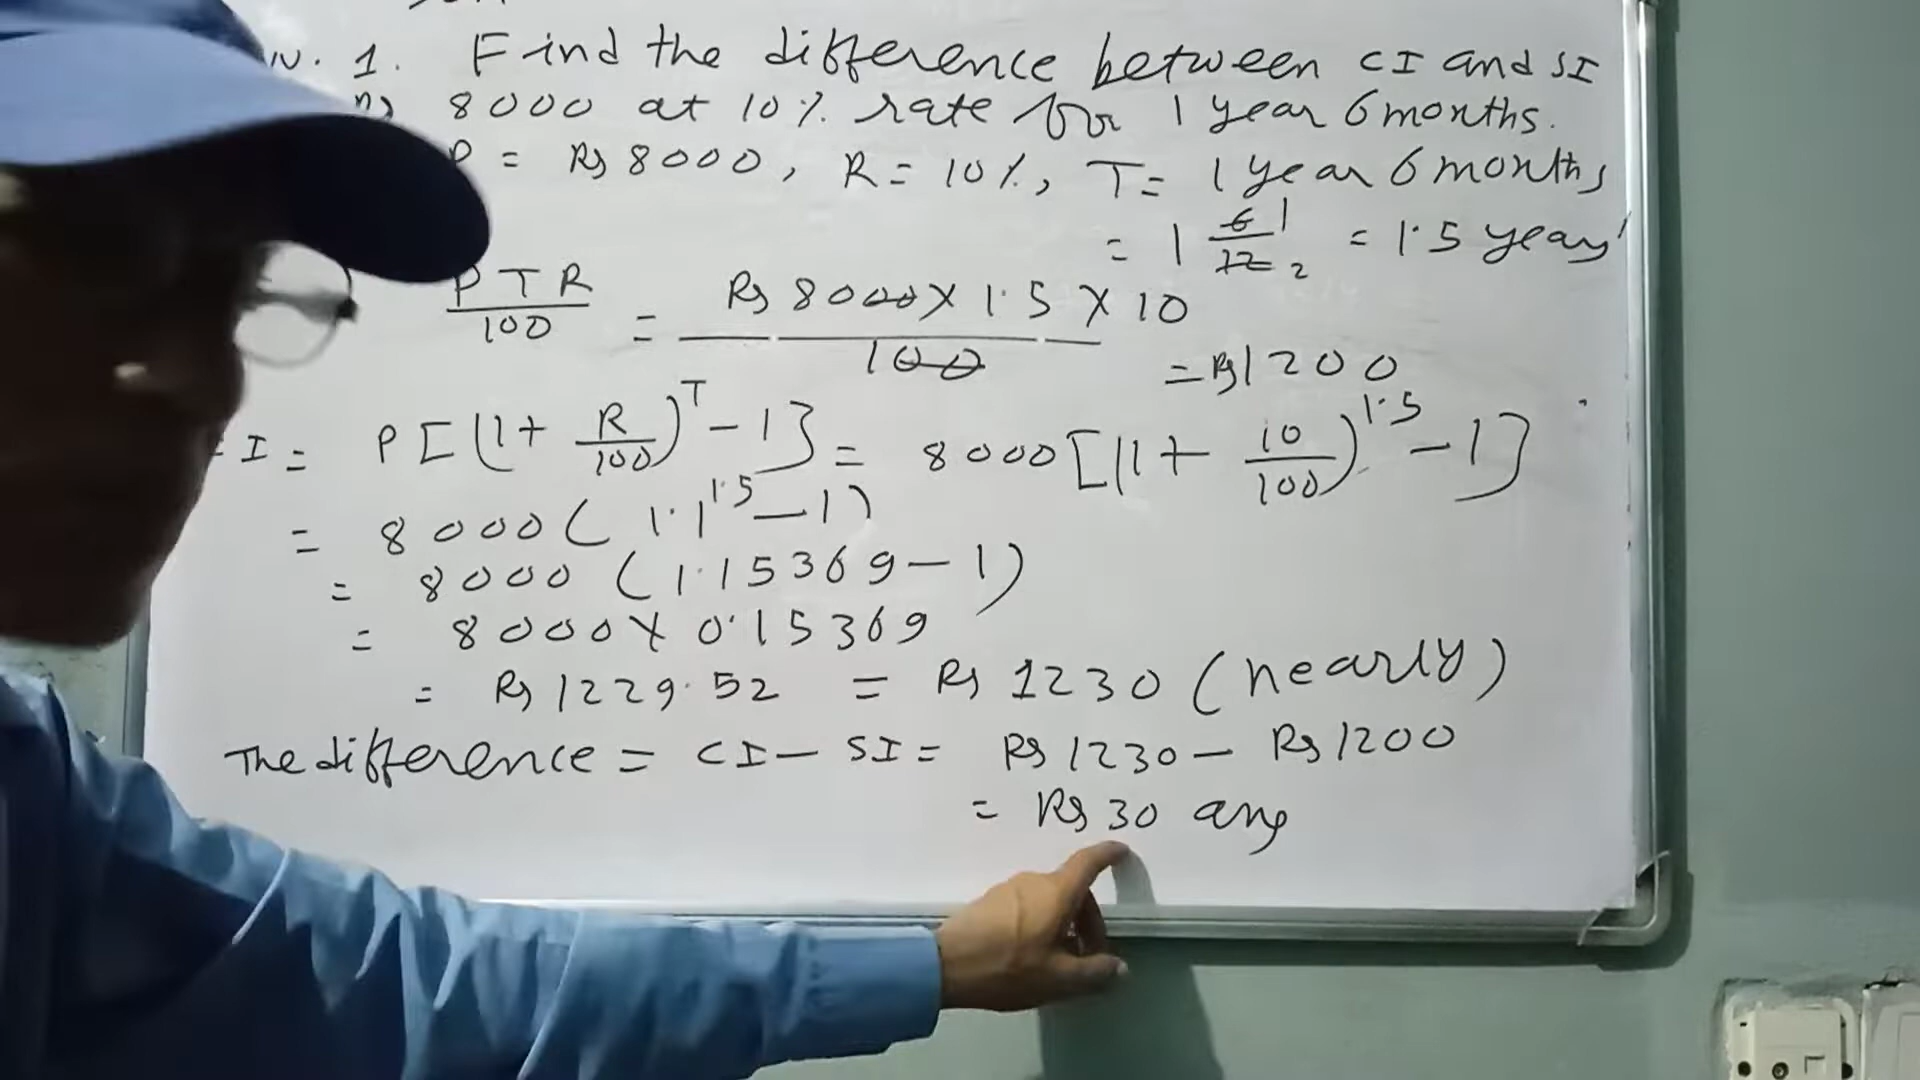 1. Find the difference between CI and SI
8000 at 10% rate for 1 year 6 months.
P = Rs 8000, R = 10%, T = 1 year 6 months
= 1 6/12 1/2 = 1.5 years
PTR/100 = Rs 8000 X 1.5 X 10/100
= Rs 1200
I = P[(1 + R/100)^T - 1] = 8000[(1 + 10/100)^1.5 - 1]
= 8000(1.1^1.5 - 1)
= 8000 (1.15369 - 1)
= 8000 X 0.15369
= Rs 1229.52 = Rs 1230 (nearly)
The difference = CI - SI = Rs 1230 - Rs 1200
= Rs 30 ans